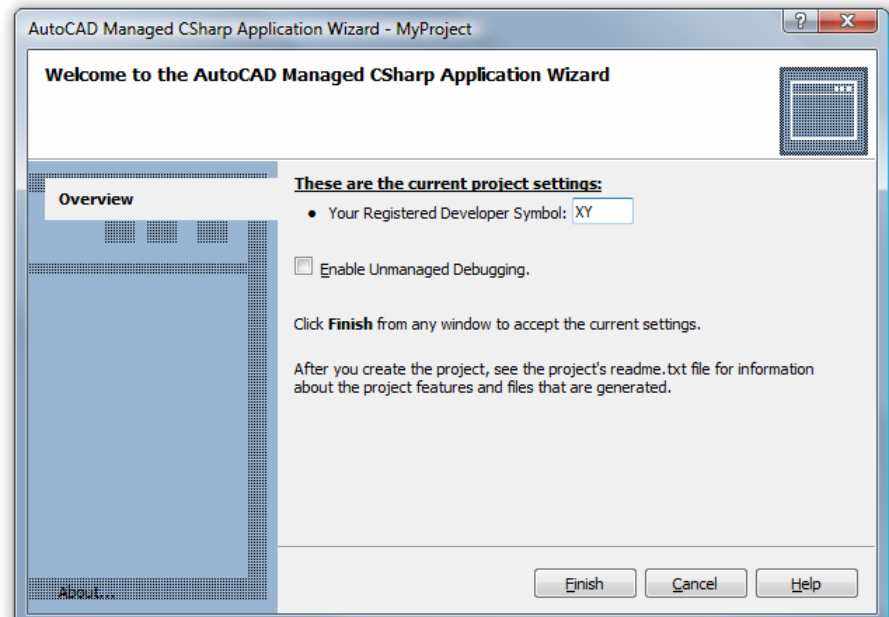 AutoCAD Managed CSharp Application Wizard - MyProject
Welcome to the AutoCAD Managed CSharp Application Wizard
Overview
These are the current project settings:
• Your Registered Developer Symbol: XY
Enable Unmanaged Debugging.
Click Finish from any window to accept the current settings.
After you create the project, see the project's readme.txt file for information
about the project features and files that are generated.
About...
Finish Cancel Help